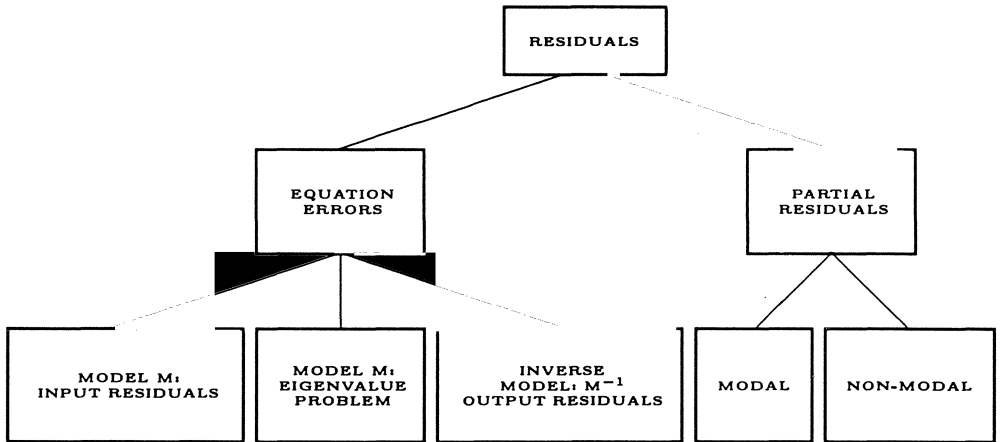 RESIDUALS
EQUATION
ERRORS
PARTIAL
RESIDUALS
MODEL M:
INPUT RESIDUALS
MODEL M:
EIGENVALUE
PROBLEM
INVERSE
MODEL: M⁻¹
OUTPUT RESIDUALS
MODAL
NON-MODAL